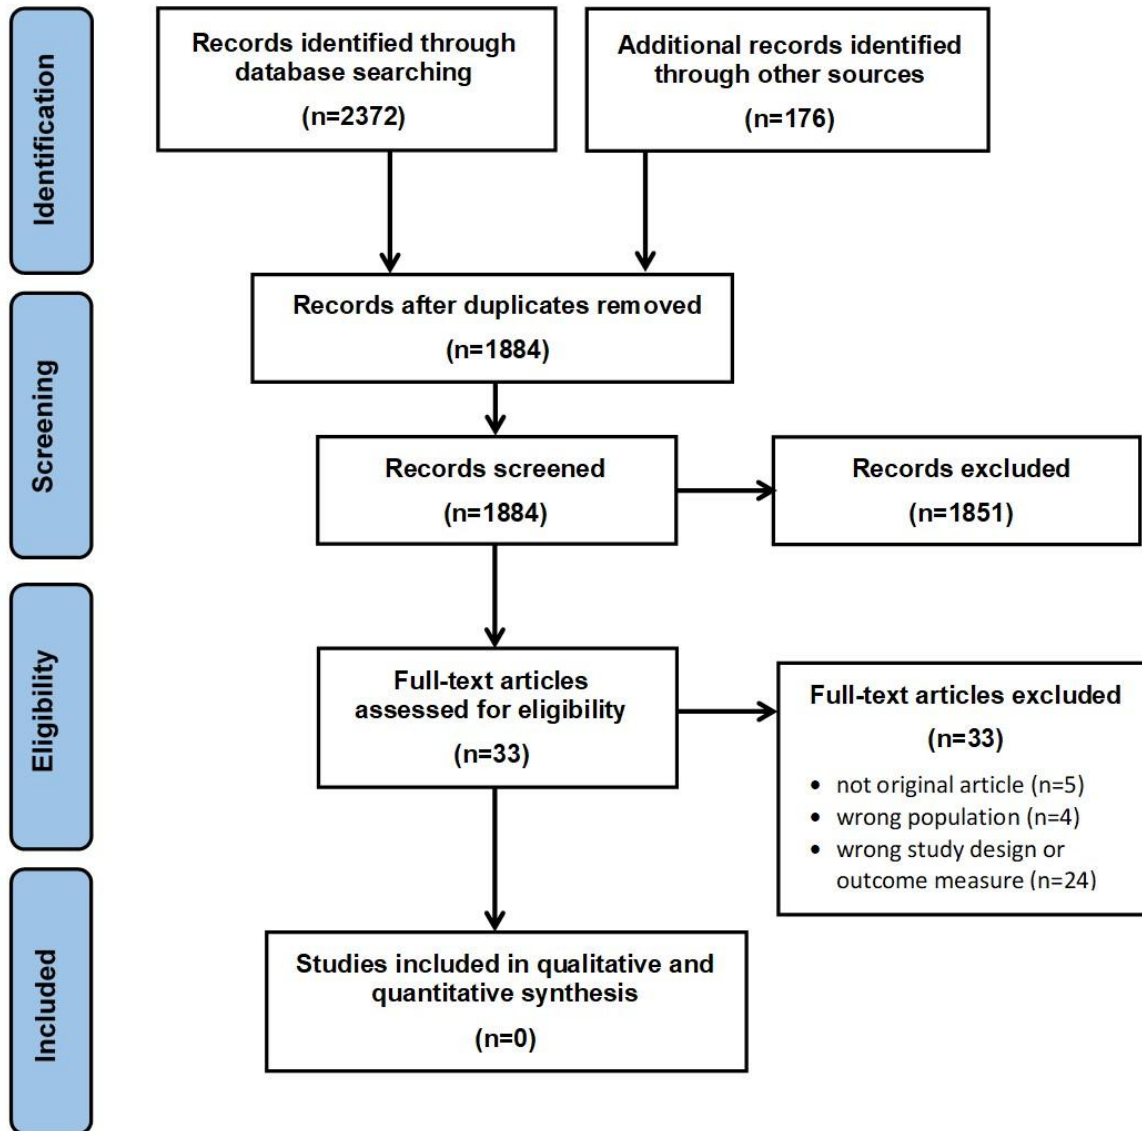 Identification
Records identified through
database searching
(n=2372)
Additional records identified
through other sources
(n=176)
Screening
Records after duplicates removed
(n=1884)
Records screened
(n=1884)
Records excluded
(n=1851)
Eligibility
Full-text articles
assessed for eligibility
(n=33)
Full-text articles excluded
(n=33)
• not original article (n=5)
• wrong population (n=4)
• wrong study design or
outcome measure (n=24)
Included
Studies included in qualitative and
quantitative synthesis
(n=0)